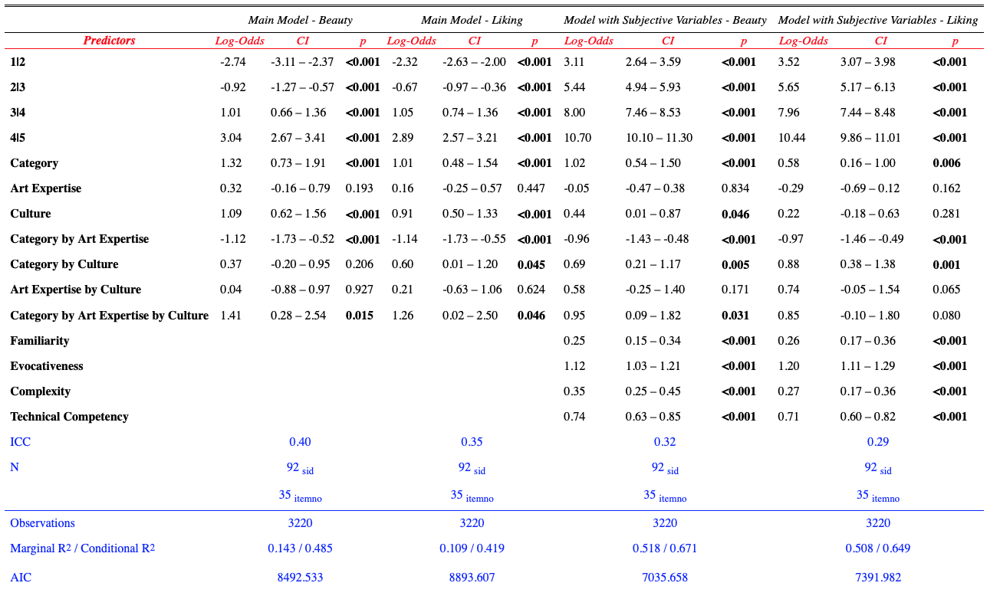 Main Model - Beauty Main Model - Liking Model with Subjective Variables - Beauty Model with Subjective Variables - Liking
Predictors Log-Odds CI p Log-Odds CI p Log-Odds CI p Log-Odds CI p
1|2 -2.74 -3.11 – -2.37 <0.001 -2.32 -2.63 – -2.00 <0.001 3.11 2.64 – 3.59 <0.001 3.52 3.07 – 3.98 <0.001
2|3 -0.92 -1.27 – -0.57 <0.001 -0.67 -0.97 – -0.36 <0.001 5.44 4.94 – 5.93 <0.001 5.65 5.17 – 6.13 <0.001
3|4 1.01 0.66 – 1.36 <0.001 1.05 0.74 – 1.36 <0.001 8.00 7.46 – 8.53 <0.001 7.96 7.44 – 8.48 <0.001
4|5 3.04 2.67 – 3.41 <0.001 2.89 2.57 – 3.21 <0.001 10.70 10.10 – 11.30 <0.001 10.44 9.86 – 11.01 <0.001
Category 1.32 0.73 – 1.91 <0.001 1.01 0.48 – 1.54 <0.001 1.02 0.54 – 1.50 <0.001 0.58 0.16 – 1.00 0.006
Art Expertise 0.32 -0.16 – 0.79 0.193 0.16 -0.25 – 0.57 0.447 -0.05 -0.47 – 0.38 0.834 -0.29 -0.69 – 0.12 0.162
Culture 1.09 0.62 – 1.56 <0.001 0.91 0.50 – 1.33 <0.001 0.44 0.01 – 0.87 0.046 0.22 -0.18 – 0.63 0.281
Category by Art Expertise -1.12 -1.73 – -0.52 <0.001 -1.14 -1.73 – -0.55 <0.001 -0.96 -1.43 – -0.48 <0.001 -0.97 -1.46 – -0.49 <0.001
Category by Culture 0.37 -0.20 – 0.95 0.206 0.60 0.01 – 1.20 0.045 0.69 0.21 – 1.17 0.005 0.88 0.38 – 1.38 0.001
Art Expertise by Culture 0.04 -0.88 – 0.97 0.927 0.21 -0.63 – 1.06 0.624 0.58 -0.25 – 1.40 0.171 0.74 -0.05 – 1.54 0.065
Category by Art Expertise by Culture 1.41 0.28 – 2.54 0.015 1.26 0.02 – 2.50 0.046 0.95 0.09 – 1.82 0.031 0.85 -0.10 – 1.80 0.080
Familiarity 0.25 0.15 – 0.34 <0.001 0.26 0.17 – 0.36 <0.001
Evocativeness 1.12 1.03 – 1.21 <0.001 1.20 1.11 – 1.29 <0.001
Complexity 0.35 0.25 – 0.45 <0.001 0.27 0.17 – 0.36 <0.001
Technical Competency 0.74 0.63 – 0.85 <0.001 0.71 0.60 – 0.82 <0.001
ICC 0.40 0.35 0.32 0.29
N 92 sid 92 sid 92 sid 92 sid
35 itemno 35 itemno 35 itemno 35 itemno
Observations 3220 3220 3220 3220
Marginal R2 / Conditional R2 0.143 / 0.485 0.109 / 0.419 0.518 / 0.671 0.508 / 0.649
AIC 8492.533 8893.607 7035.658 7391.982